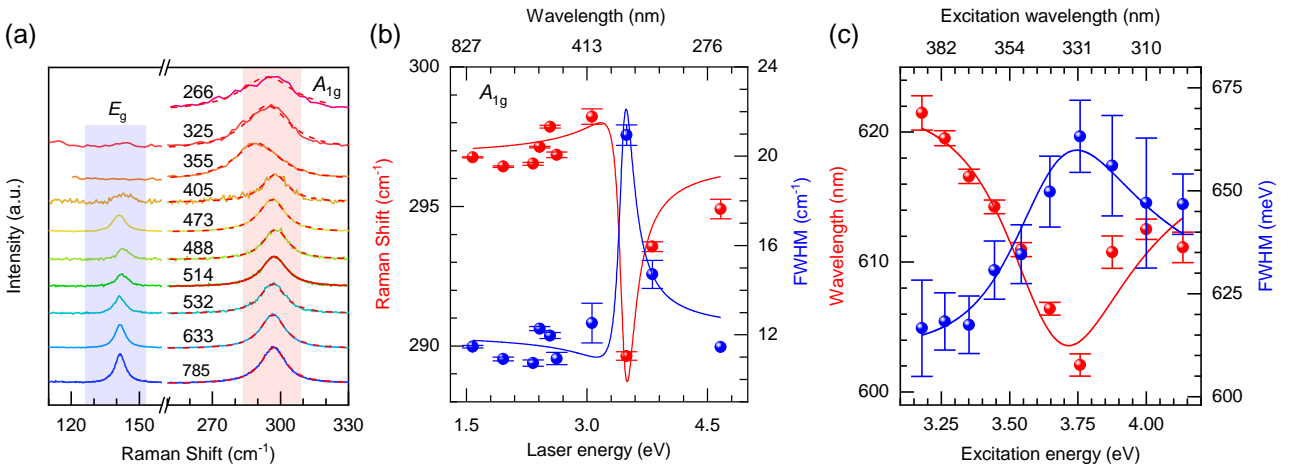 (a)
E_g
A_1g
266
325
355
405
473
488
514
532
633
785
Intensity (a.u.)
110 150 260 300 330
Raman Shift (cm⁻¹)
(b)
Wavelength (nm)
827 413 276
A_1g
300
295
290
Raman Shift (cm⁻¹)
24
20
16
12
FWHM (cm⁻¹)
1.5 3.0 4.5
Laser energy (eV)
(c)
Excitation wavelength (nm)
382 354 331 310
620
610
600
Wavelength (nm)
675
650
625
600
FWHM (meV)
3.25 3.50 3.75 4.00
Excitation energy (eV)